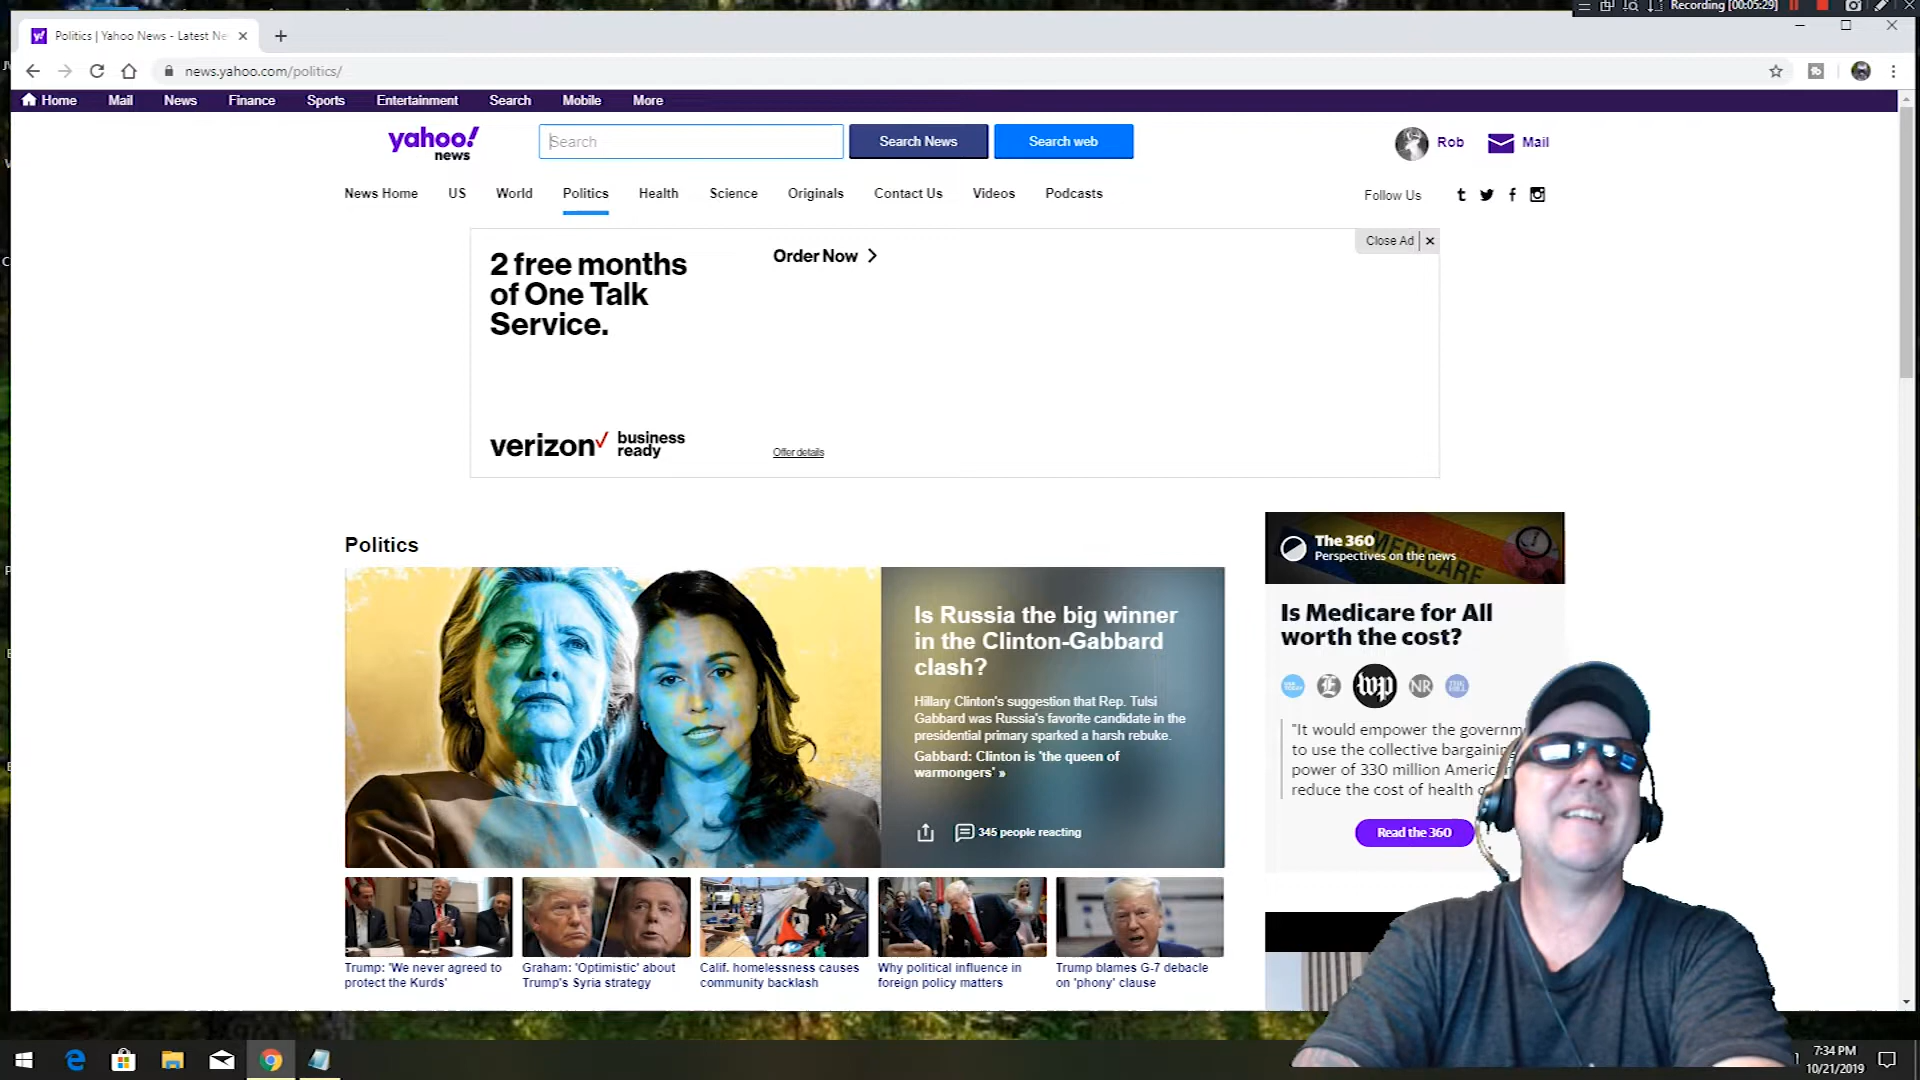 Recording [00:05:29]
Politics | Yahoo News - Latest Ne
news.yahoo.com/politics/
Home Mail News Finance Sports Entertainment Search Mobile More
yahoo!
news
Search
Search News
Search web
Rob
Mail
News Home US World Politics Health Science Originals Contact Us Videos Podcasts
Follow Us
Close Ad
2 free months
of One Talk
Service.
Order Now
verizon
business
ready
Offer details
Politics
Is Russia the big winner
in the Clinton-Gabbard
clash?
Hillary Clinton's suggestion that Rep. Tulsi
Gabbard was Russia's favorite candidate in the
presidential primary sparked a harsh rebuke.
Gabbard: Clinton is 'the queen of
warmongers' »
345 people reacting
Trump: 'We never agreed to
protect the Kurds'
Graham: 'Optimistic' about
Trump's Syria strategy
Calif. homelessness causes
community backlash
Why political influence in
foreign policy matters
Trump blames G-7 debacle
on 'phony' clause
The 360
Perspectives on the news
MEDICARE
Is Medicare for All
worth the cost?
wp
NR
"It would empower the governm
to use the collective bargaining
power of 330 million Americ
reduce the cost of health
Read the 360
7:34 PM
10/21/2019